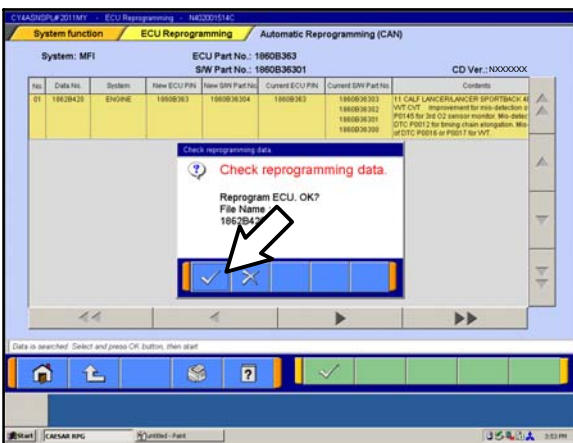 CY4ASNSPL#2011MY - ECU Reprogramming - N402001514C
System function
ECU Reprogramming
Automatic Reprogramming (CAN)
System: MFI
ECU Part No.: 1860B363
S/W Part No.: 1860B36301
CD Ver.: NXXXXXX
No. Data No. System New ECU P/N New S/W Part No. Current ECU P/N Current S/W Part No. Contents
01 1862B420 ENGINE 1860B363 1860B36304 1860B363 1860B36303
1860B36302
1860B36301
1860B36300
11 CALF LANCER/LANCER SPORTBACK 4B
VVT CVT Improvement for mis-detection o
P0145 for 3rd O2 sensor monitor. Mis-detec
DTC P0012 for timing chain elongation. Mis-
of DTC P0016 or P0017 for VVT.
Check reprogramming data.
Check reprogramming data.
Reprogram ECU. OK?
File Name :
1862B42
Data is searched. Select and press OK button, then start
Start
CAESAR RPG
untitled - Paint
3:53 PM